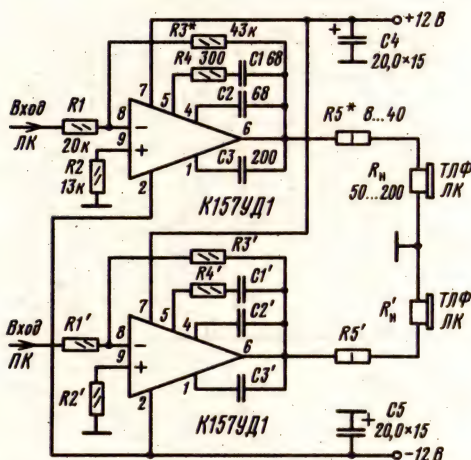 R3* 43к
+12 В
R4 300 C1 68
C4
20,0×15
7 5 4
C2 68
Вход R1
8
R5* 8...40
ЛК 20к
9
6
R2
13к
2 1
C3 200
Rн
50...200
ТЛФ
ЛК
К157УД1
R3'
R4' C1'
7 5 4
C2'
R'н
ТЛФ
ЛК
Вход R1'
8
R5'
ПК
9
6
R2'
2 1
C3'
К157УД1
C5
20,0×15
-12 В